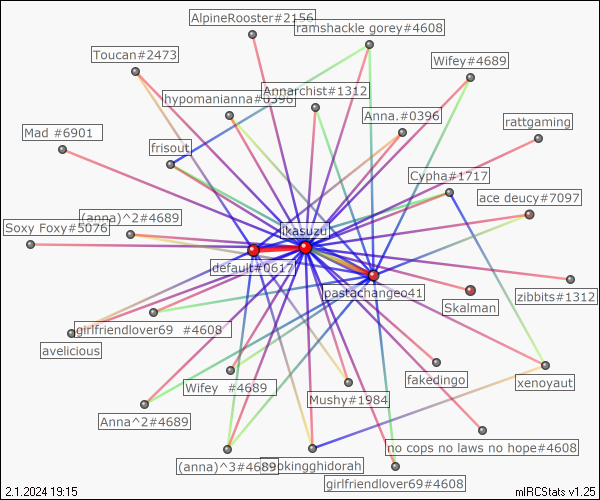 AlpineRooster#2156
ramshackle gorey#4608
Toucan#2473
Wifey#4689
Annarchist#1312
hypomanianna#0396
Anna.#0396
rattgaming
Mad #6901
frisout
Cypha#1717
ace deucy#7097
(anna)^2#4689
Soxy Foxy#5076
ikasuzu
default#0617
pastachangeo41
zibbits#1312
Skalman
girlfriendlover69 #4608
avelicious
fakedingo
xenoyaut
Wifey #4689
Mushy#1984
Anna^2#4689
no cops no laws no hope#4608
(anna)^3#4689
okingghidorah
girlfriendlover69#4608
2.1.2024 19:15
mIRCStats v1.25